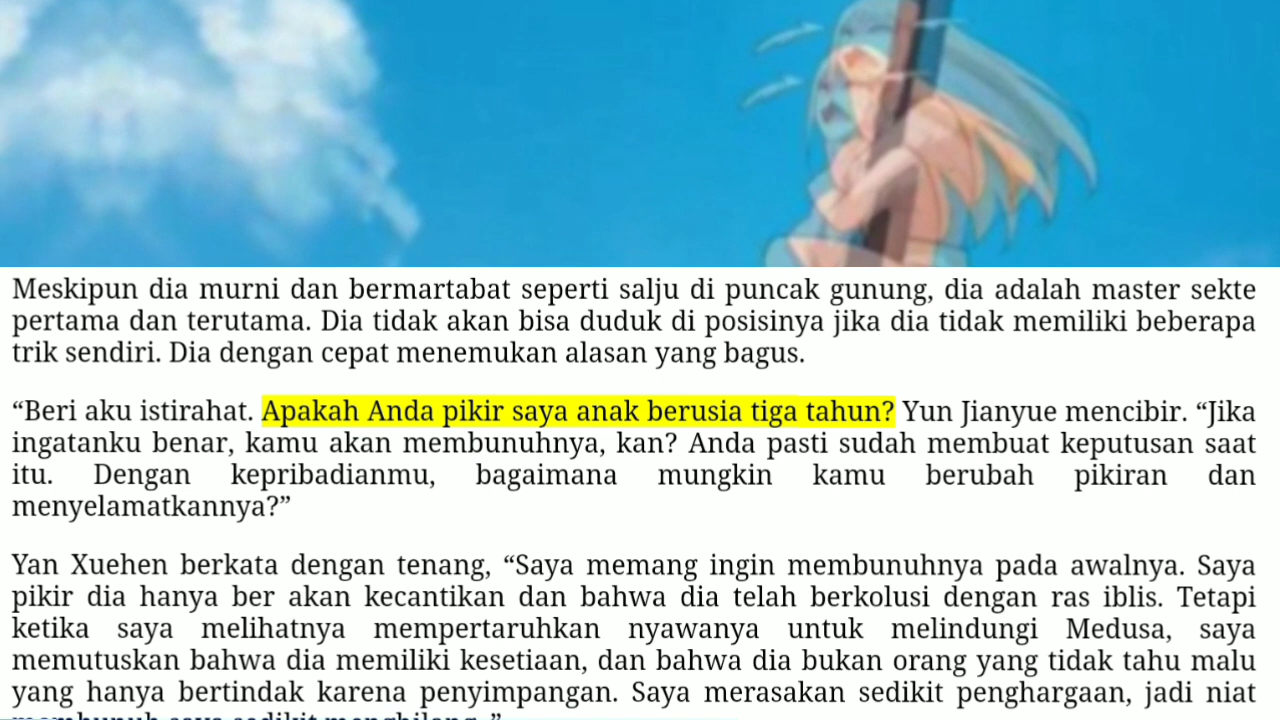 Meskipun dia murni dan bermartabat seperti salju di puncak gunung, dia adalah master sekte
pertama dan terutama. Dia tidak akan bisa duduk di posisinya jika dia tidak memiliki beberapa
trik sendiri. Dia dengan cepat menemukan alasan yang bagus.
“Beri aku istirahat. Apakah Anda pikir saya anak berusia tiga tahun? Yun Jianyue mencibir. “Jika
ingatanku benar, kamu akan membunuhnya, kan? Anda pasti sudah membuat keputusan saat
itu. Dengan kepribadianmu, bagaimana mungkin kamu berubah pikiran dan
menyelamatkannya?”
Yan Xuehen berkata dengan tenang, “Saya memang ingin membunuhnya pada awalnya. Saya
pikir dia hanya ber akan kecantikan dan bahwa dia telah berkolusi dengan ras iblis. Tetapi
ketika saya melihatnya mempertaruhkan nyawanya untuk melindungi Medusa, saya
memutuskan bahwa dia memiliki kesetiaan, dan bahwa dia bukan orang yang tidak tahu malu
yang hanya bertindak karena penyimpangan. Saya merasakan sedikit penghargaan, jadi niat